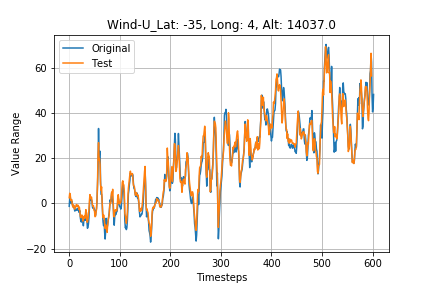 Wind-U_Lat: -35, Long: 4, Alt: 14037.0
Original
Test
Value Range
60
40
20
0
−20
0 100 200 300 400 500 600
Timesteps